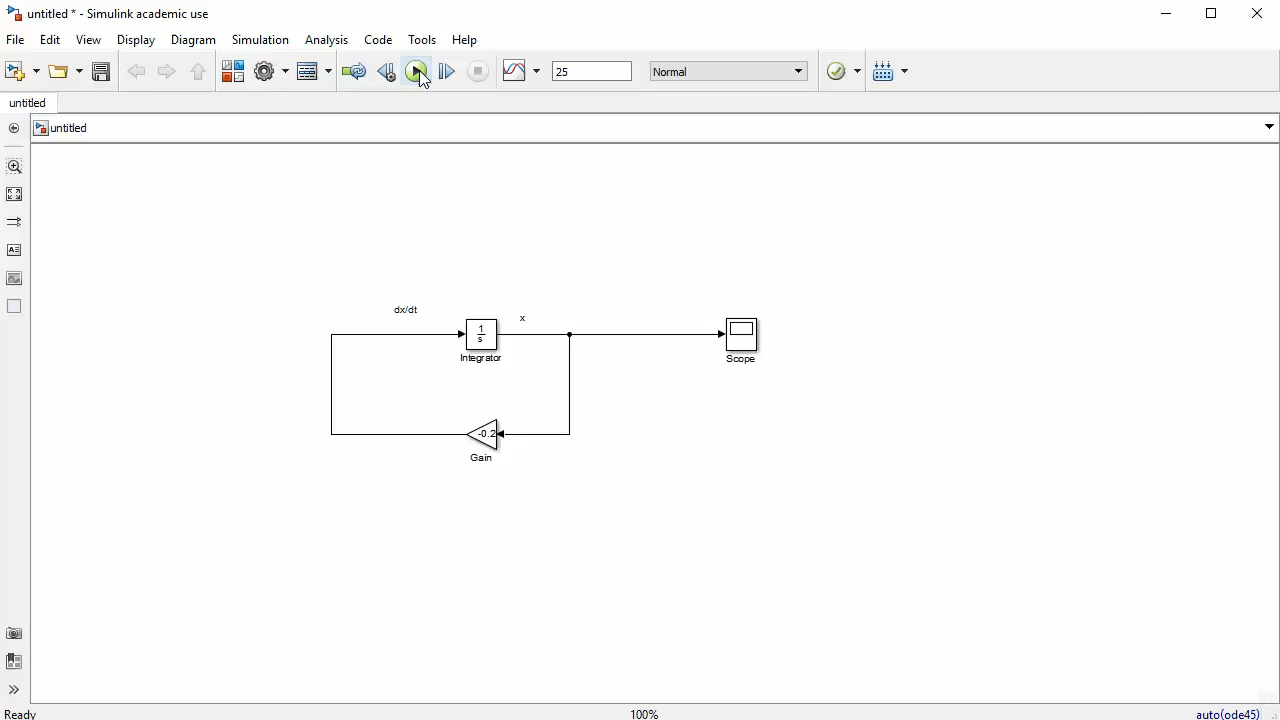 untitled * - Simulink academic use
File Edit View Display Diagram Simulation Analysis Code Tools Help
25 Normal
untitled
untitled
dx/dt
x
1
s
Integrator
Scope
-0.2
Gain
Ready 100% auto(ode45)